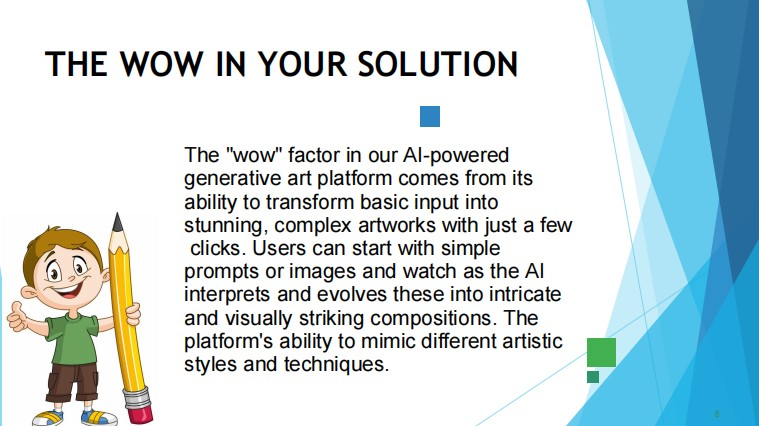 THE WOW IN YOUR SOLUTION
The "wow" factor in our AI-powered
generative art platform comes from its
ability to transform basic input into
stunning, complex artworks with just a few
clicks. Users can start with simple
prompts or images and watch as the AI
interprets and evolves these into intricate
and visually striking compositions. The
platform's ability to mimic different artistic
styles and techniques.
8